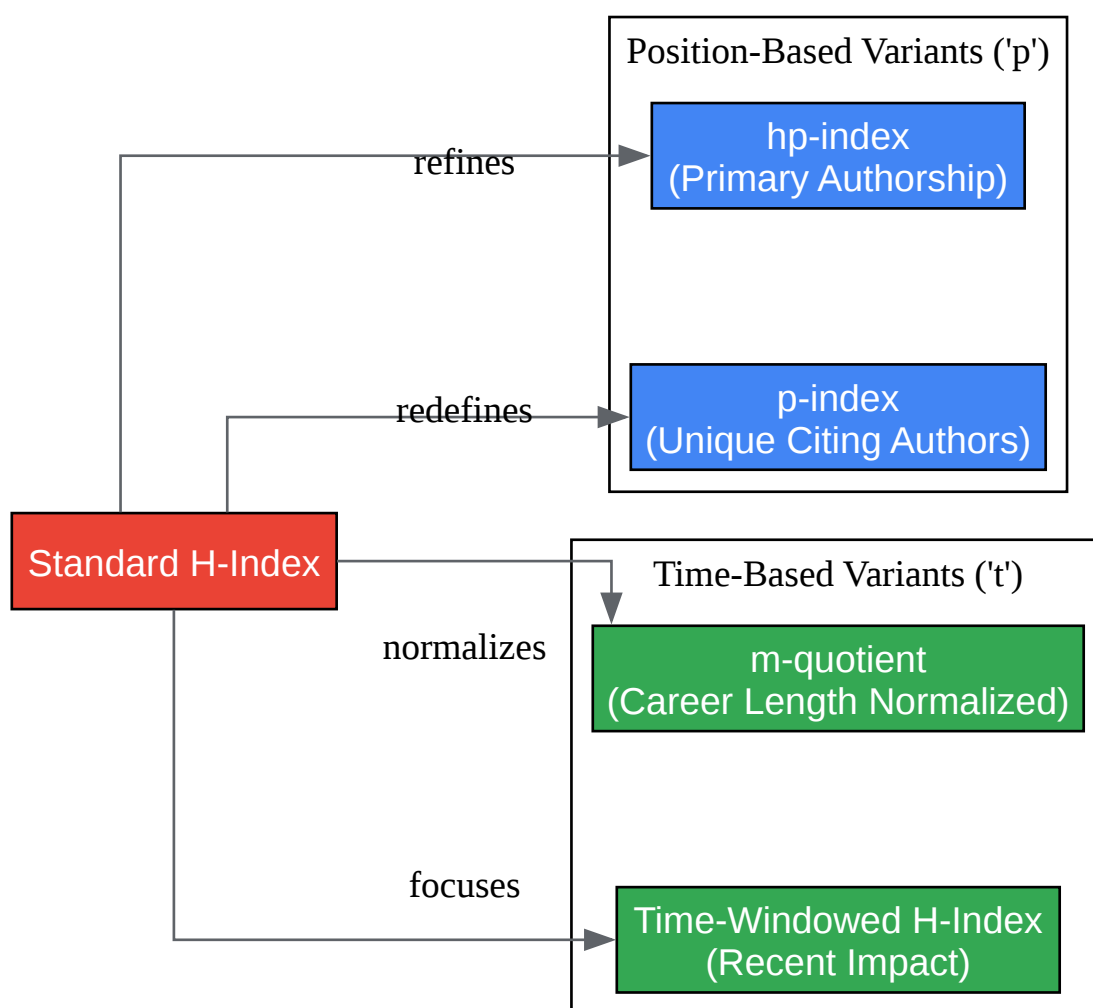 Position-Based Variants ('p')
hp-index
(Primary Authorship)
refines
p-index
(Unique Citing Authors)
redefines
Standard H-Index
Time-Based Variants ('t')
normalizes
m-quotient
(Career Length Normalized)
focuses
Time-Windowed H-Index
(Recent Impact)